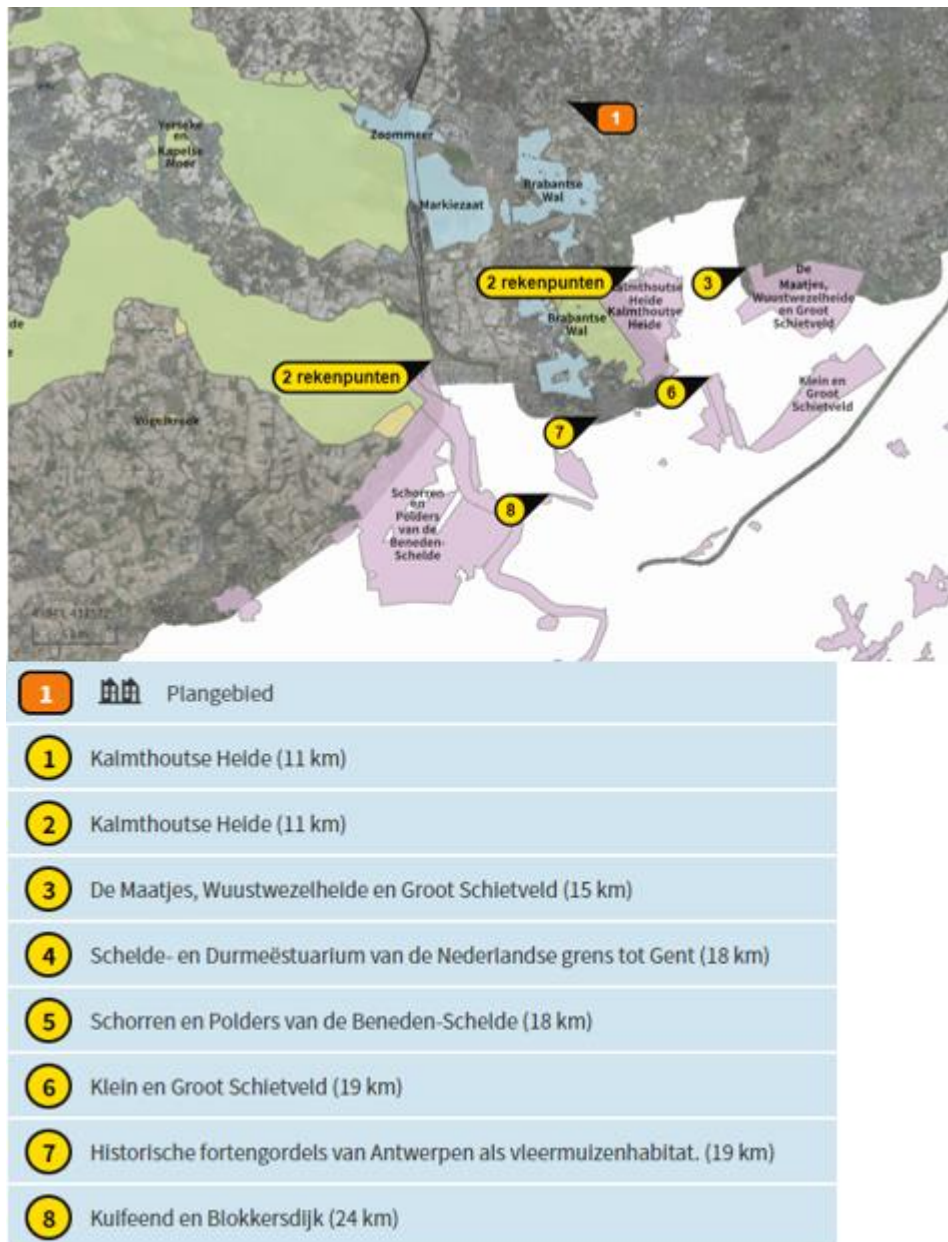 Yerseke
en
Kapelse
Moer
Zoommeer
1
Markiezaat
Brabantse
Wal
2 rekenpunten
Kalmthoutse
Heide
Kalmthoutse
Heide
3
De
Maatjes,
Wuustwezelheide
en Groot
Schietveld
Brabantse
Wal
2 rekenpunten
6
Klein en
Groot
Schietveld
Vogelkreek
7
Schorren
en
Polders
van de
Beneden-
Schelde
8
1 Plangebied
1 Kalmthoutse Heide (11 km)
2 Kalmthoutse Heide (11 km)
3 De Maatjes, Wuustwezelheide en Groot Schietveld (15 km)
4 Schelde- en Durmeëstuarium van de Nederlandse grens tot Gent (18 km)
5 Schorren en Polders van de Beneden-Schelde (18 km)
6 Klein en Groot Schietveld (19 km)
7 Historische fortengordels van Antwerpen als vleermuizenhabitat. (19 km)
8 Kuifeend en Blokkersdijk (24 km)